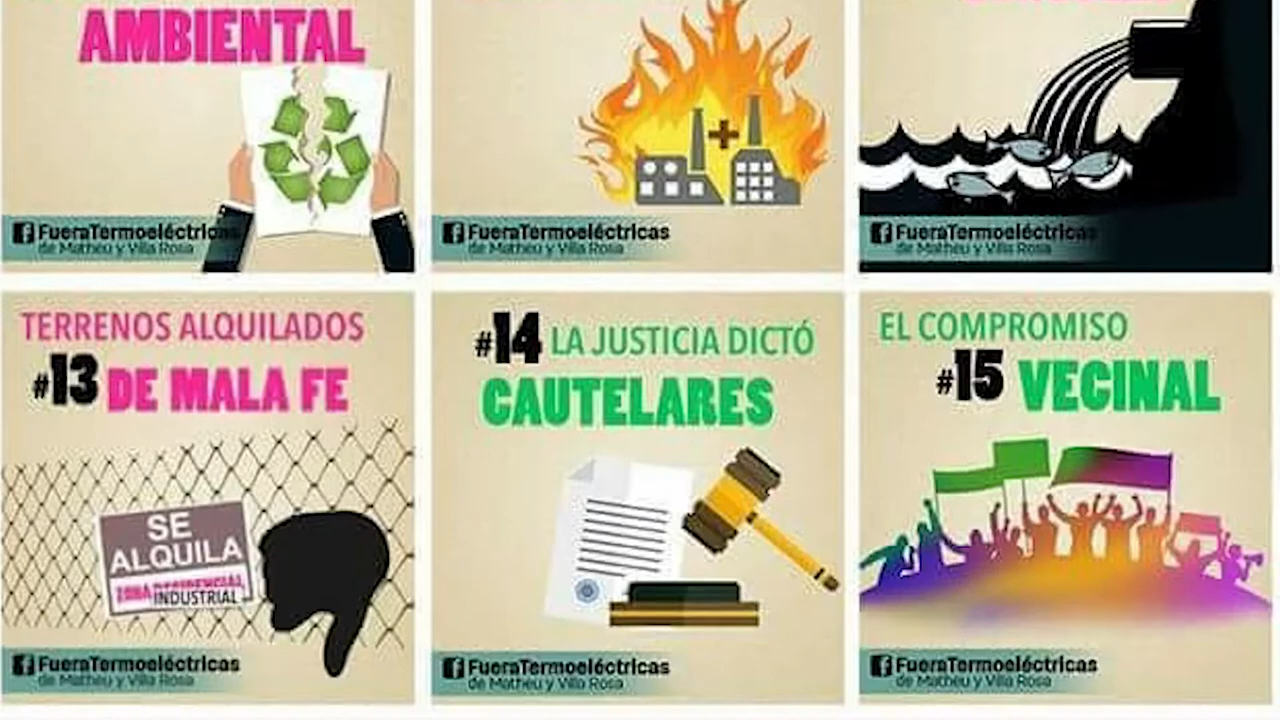 AMBIENTAL
FueraTermoeléctricas
de Matheu y Villa Rosa
FueraTermoeléctricas
de Matheu y Villa Rosa
FueraTermoeléctricas
de Matheu y Villa Rosa
TERRENOS ALQUILADOS
#13 DE MALA FE
SE
ALQUILA
ZONA RESIDENCIAL
INDUSTRIAL
FueraTermoeléctricas
de Matheu y Villa Rosa
#14 LA JUSTICIA DICTÓ
CAUTELARES
FueraTermoeléctricas
de Matheu y Villa Rosa
EL COMPROMISO
#15 VECINAL
FueraTermoeléctricas
de Matheu y Villa Rosa